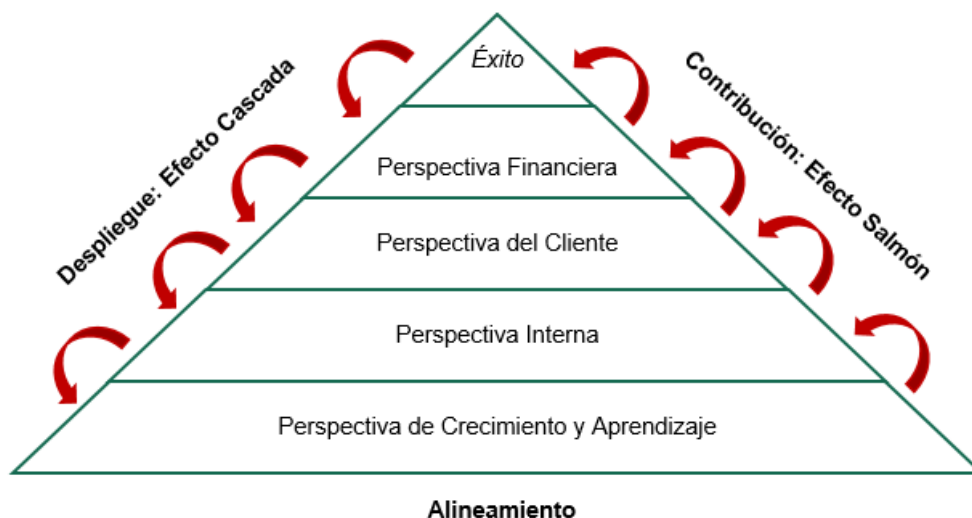 Éxito
Despliegue: Efecto Cascada
Contribución: Efecto Salmón
Perspectiva Financiera
Perspectiva del Cliente
Perspectiva Interna
Perspectiva de Crecimiento y Aprendizaje
Alineamiento